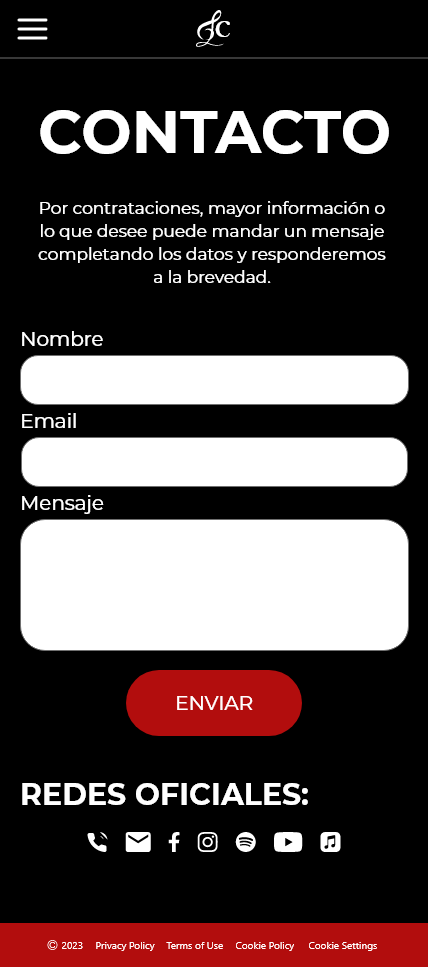 CONTACTO
Por contrataciones, mayor información o
lo que desee puede mandar un mensaje
completando los datos y responderemos
a la brevedad.
Nombre
Email
Mensaje
ENVIAR
REDES OFICIALES:
© 2023 Privacy Policy Terms of Use Cookie Policy Cookie Settings